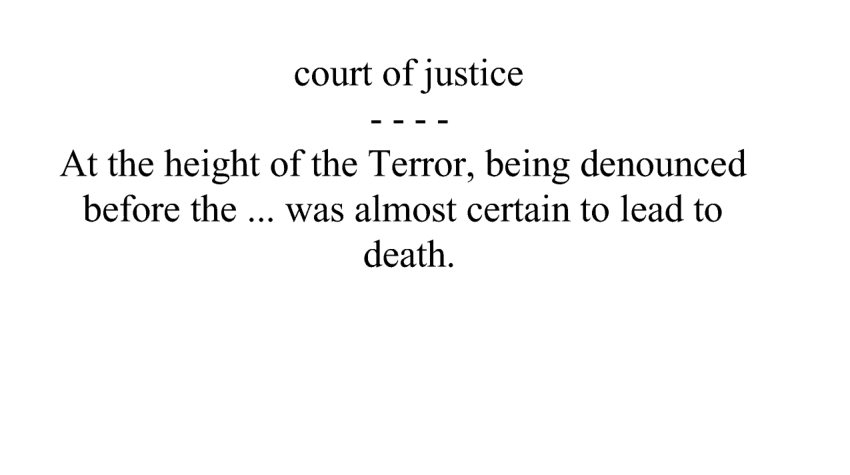 court of justice
- - - -
At the height of the Terror, being denounced
before the ... was almost certain to lead to
death.